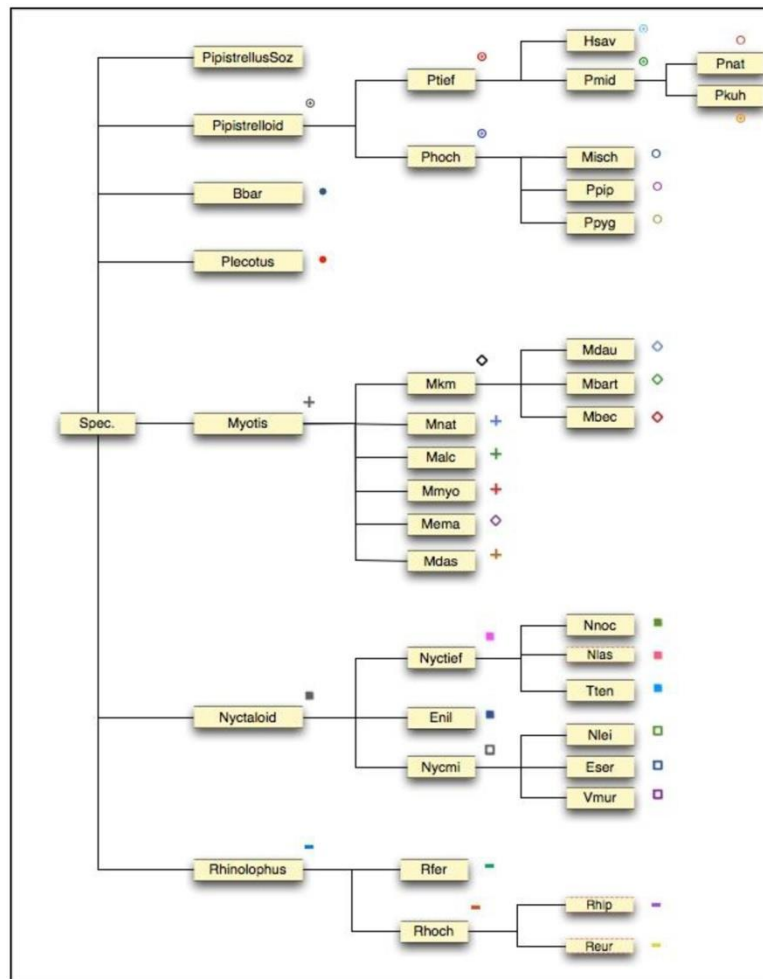 PipistrellusSoz
Pipistrelloid
Ptief
Hsav
Pmid
Pnat
Pkuh
Phoch
Misch
Ppip
Ppyg
Bbar
Plecotus
Spec.
Myotis
Mkm
Mdau
Mbart
Mbec
Mnat
Malc
Mmyo
Mema
Mdas
Nyctaloid
Nyctief
Nnoc
Nlas
Tten
Enil
Nycmi
Nlei
Eser
Vmur
Rhinolophus
Rfer
Rhoch
Rhip
Reur